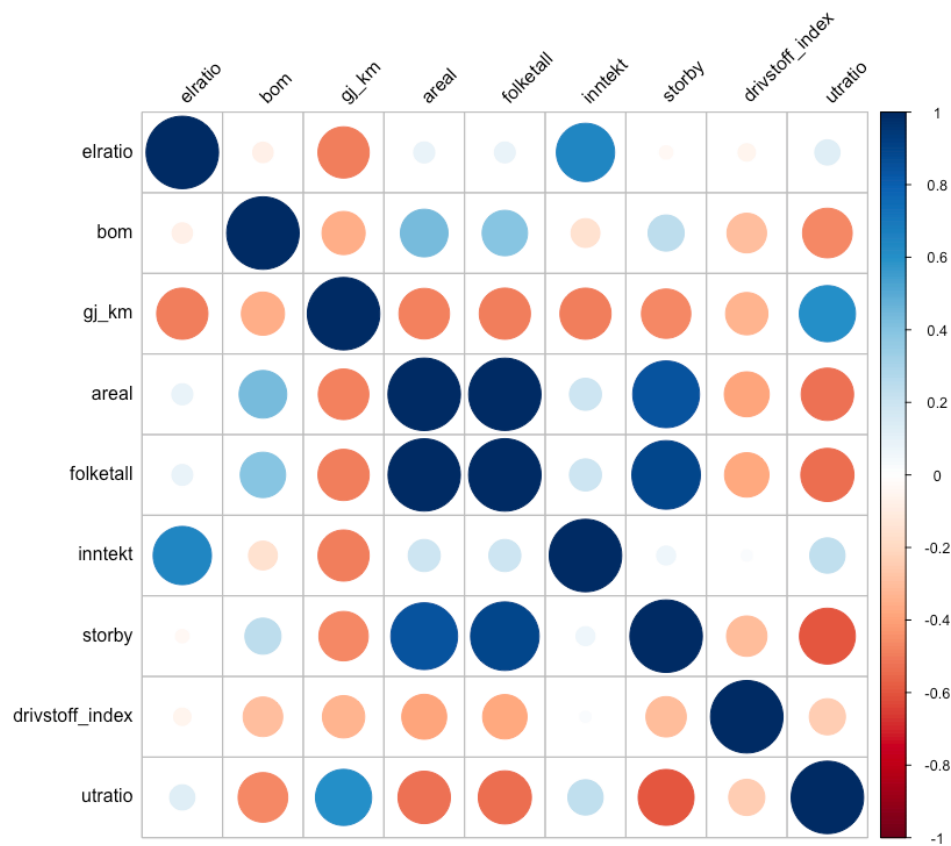 elratio
bom
gj_km
areal
folketall
inntekt
storby
drivstoff_index
utratio
elratio
bom
gj_km
areal
folketall
inntekt
storby
drivstoff_index
utratio
1
0.8
0.6
0.4
0.2
0
-0.2
-0.4
-0.6
-0.8
-1